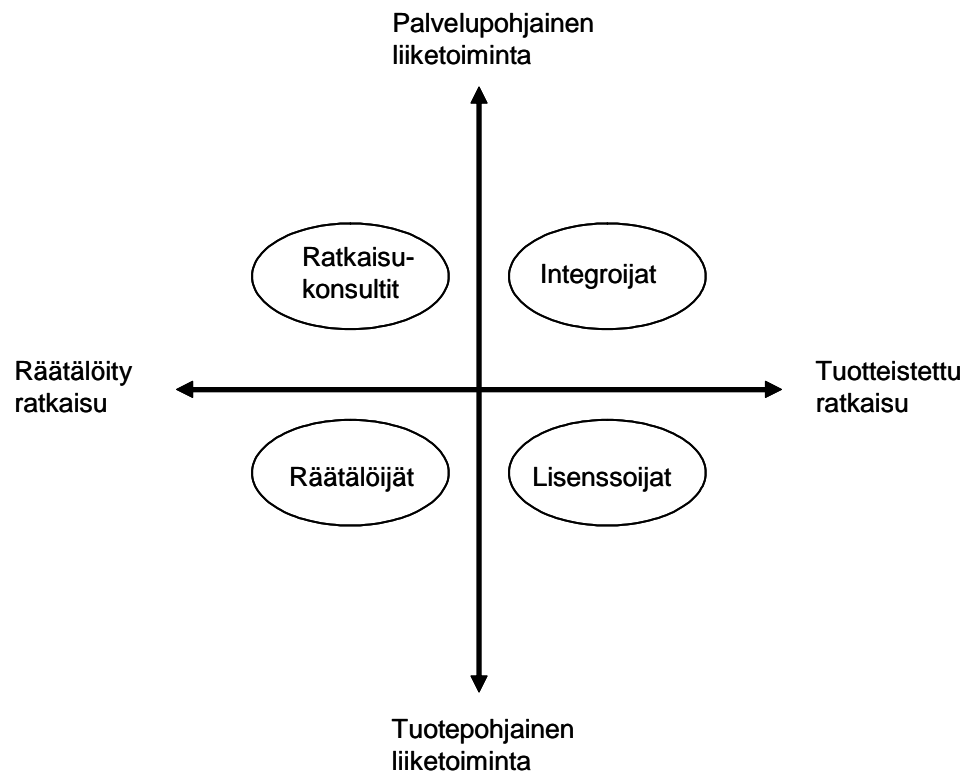 Palvelupohjainen
liiketoiminta
Ratkaisu-
konsultit
Integroijat
Räätälöity
ratkaisu
Tuotteistettu
ratkaisu
Räätälöijät
Lisenssoijat
Tuotepohjainen
liiketoiminta